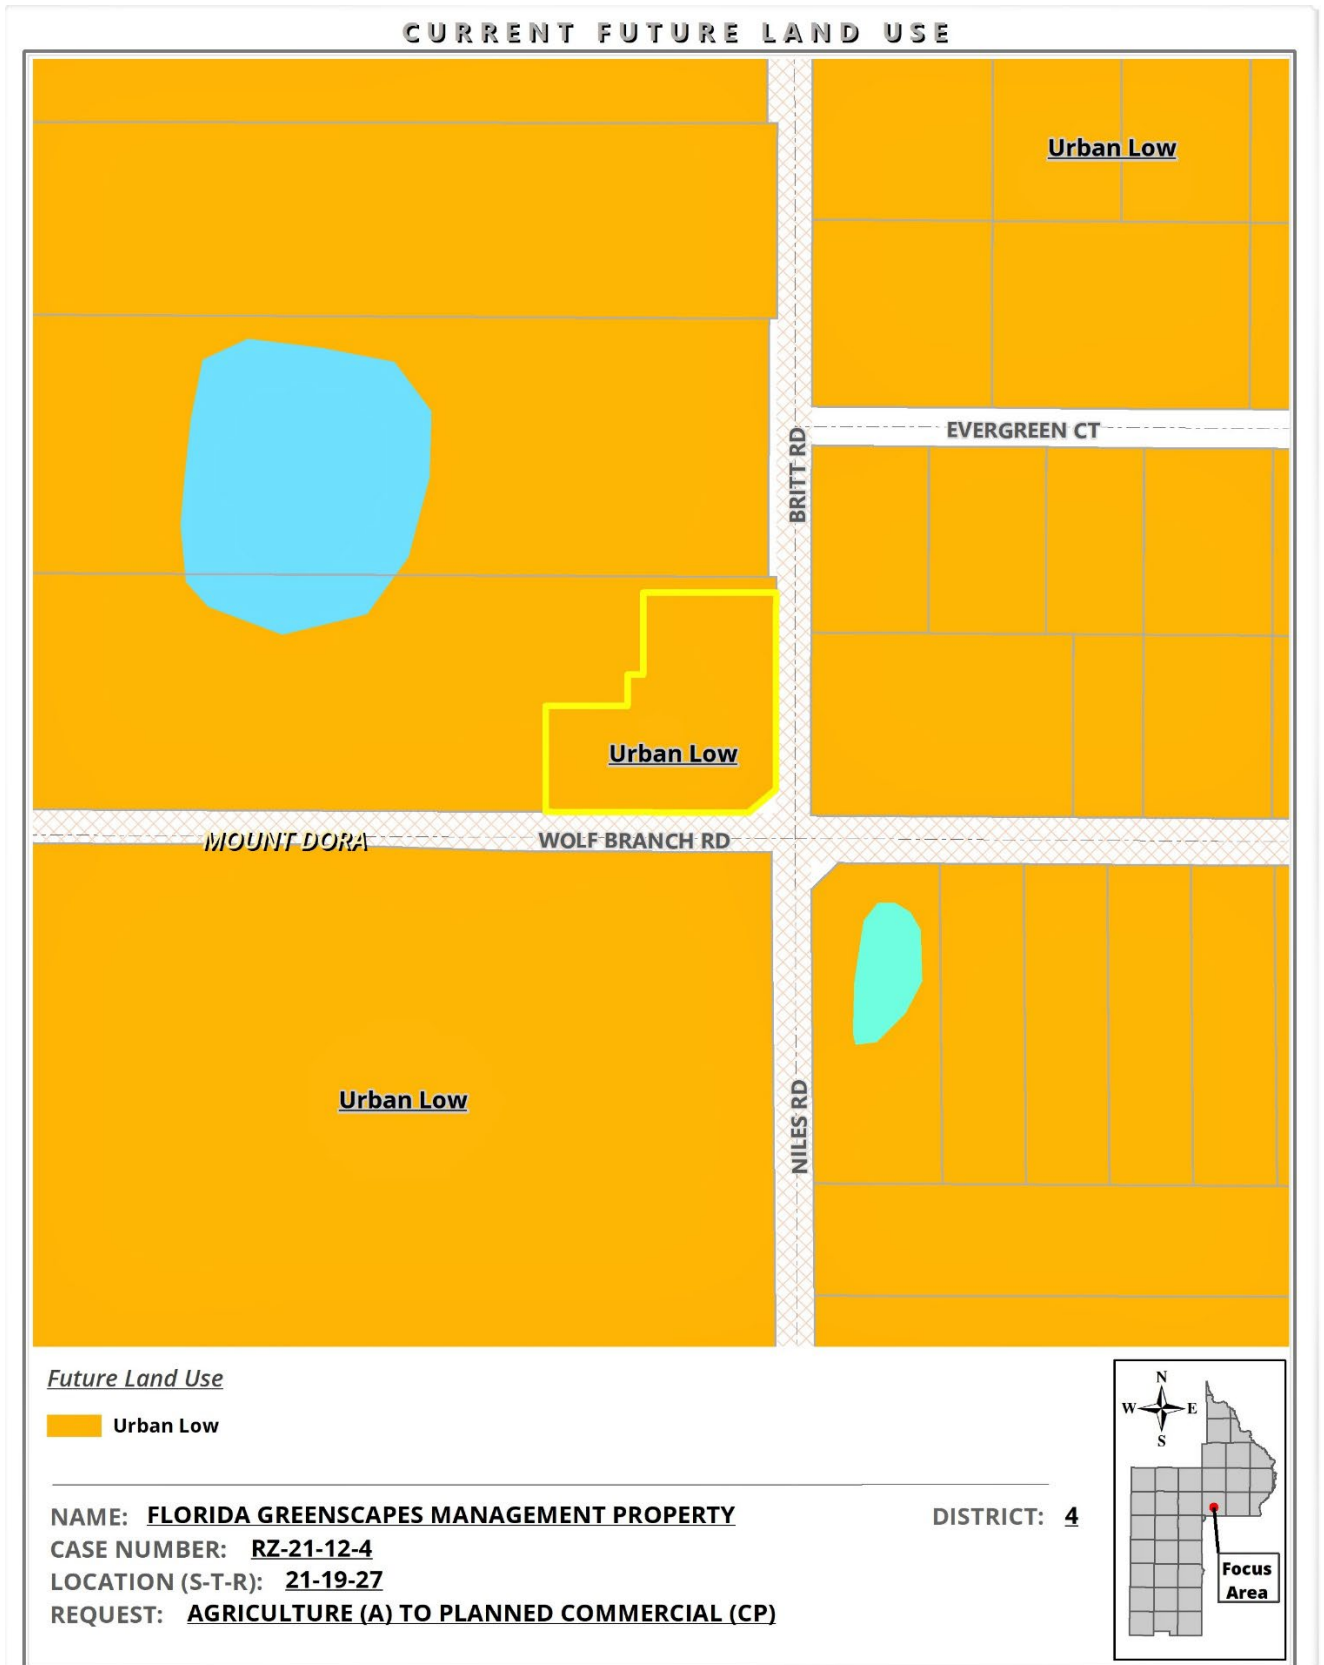 CURRENT FUTURE LAND USE
Urban Low
EVERGREEN CT
BRITT RD
Urban Low
MOUNT DORA
WOLF BRANCH RD
Urban Low
NILES RD
Future Land Use
Urban Low
N
W E
S
Focus
Area
NAME: FLORIDA GREENSCAPES MANAGEMENT PROPERTY DISTRICT: 4
CASE NUMBER: RZ-21-12-4
LOCATION (S-T-R): 21-19-27
REQUEST: AGRICULTURE (A) TO PLANNED COMMERCIAL (CP)